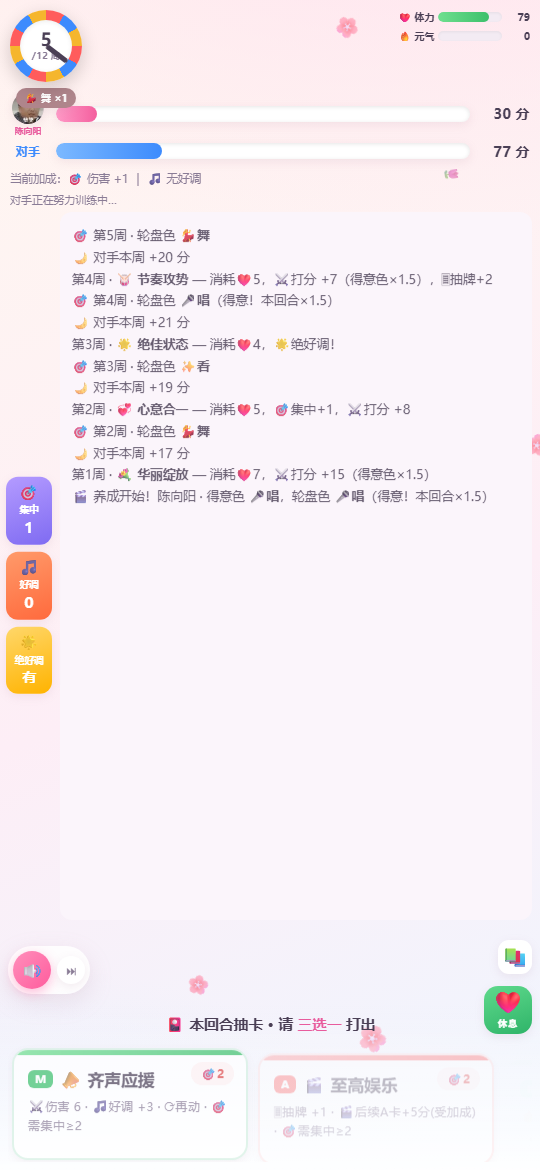 5
/12 周
体力 79
元气 0
舞 ×1
陈向阳
30 分
对手
77 分
当前加成: 伤害 +1 | 无好调
对手正在努力训练中...
第5周 · 轮盘色 舞
对手本周 +20 分
第4周 · 节奏攻势 — 消耗5, 打分 +7（得意色×1.5）, 抽牌+2
第4周 · 轮盘色 唱（得意！本回合×1.5）
对手本周 +21 分
第3周 · 绝佳状态 — 消耗4, 绝好调！
第3周 · 轮盘色 看
对手本周 +19 分
第2周 · 心意合一 — 消耗5, 集中+1, 打分 +8
第2周 · 轮盘色 舞
对手本周 +17 分
第1周 · 华丽绽放 — 消耗7, 打分 +15（得意色×1.5）
养成开始！陈向阳 · 得意色 唱, 轮盘色 唱（得意！本回合×1.5）
集中
1
好调
0
绝好调
有
本回合抽卡 • 请 三选一 打出
休息
M 齐声应援 2
伤害 6 · 好调 +3 · 再动 ·
需集中≥2
A 至高娱乐 2
抽牌 +1 · 后续A卡+5分(受加成)
· 需集中≥2